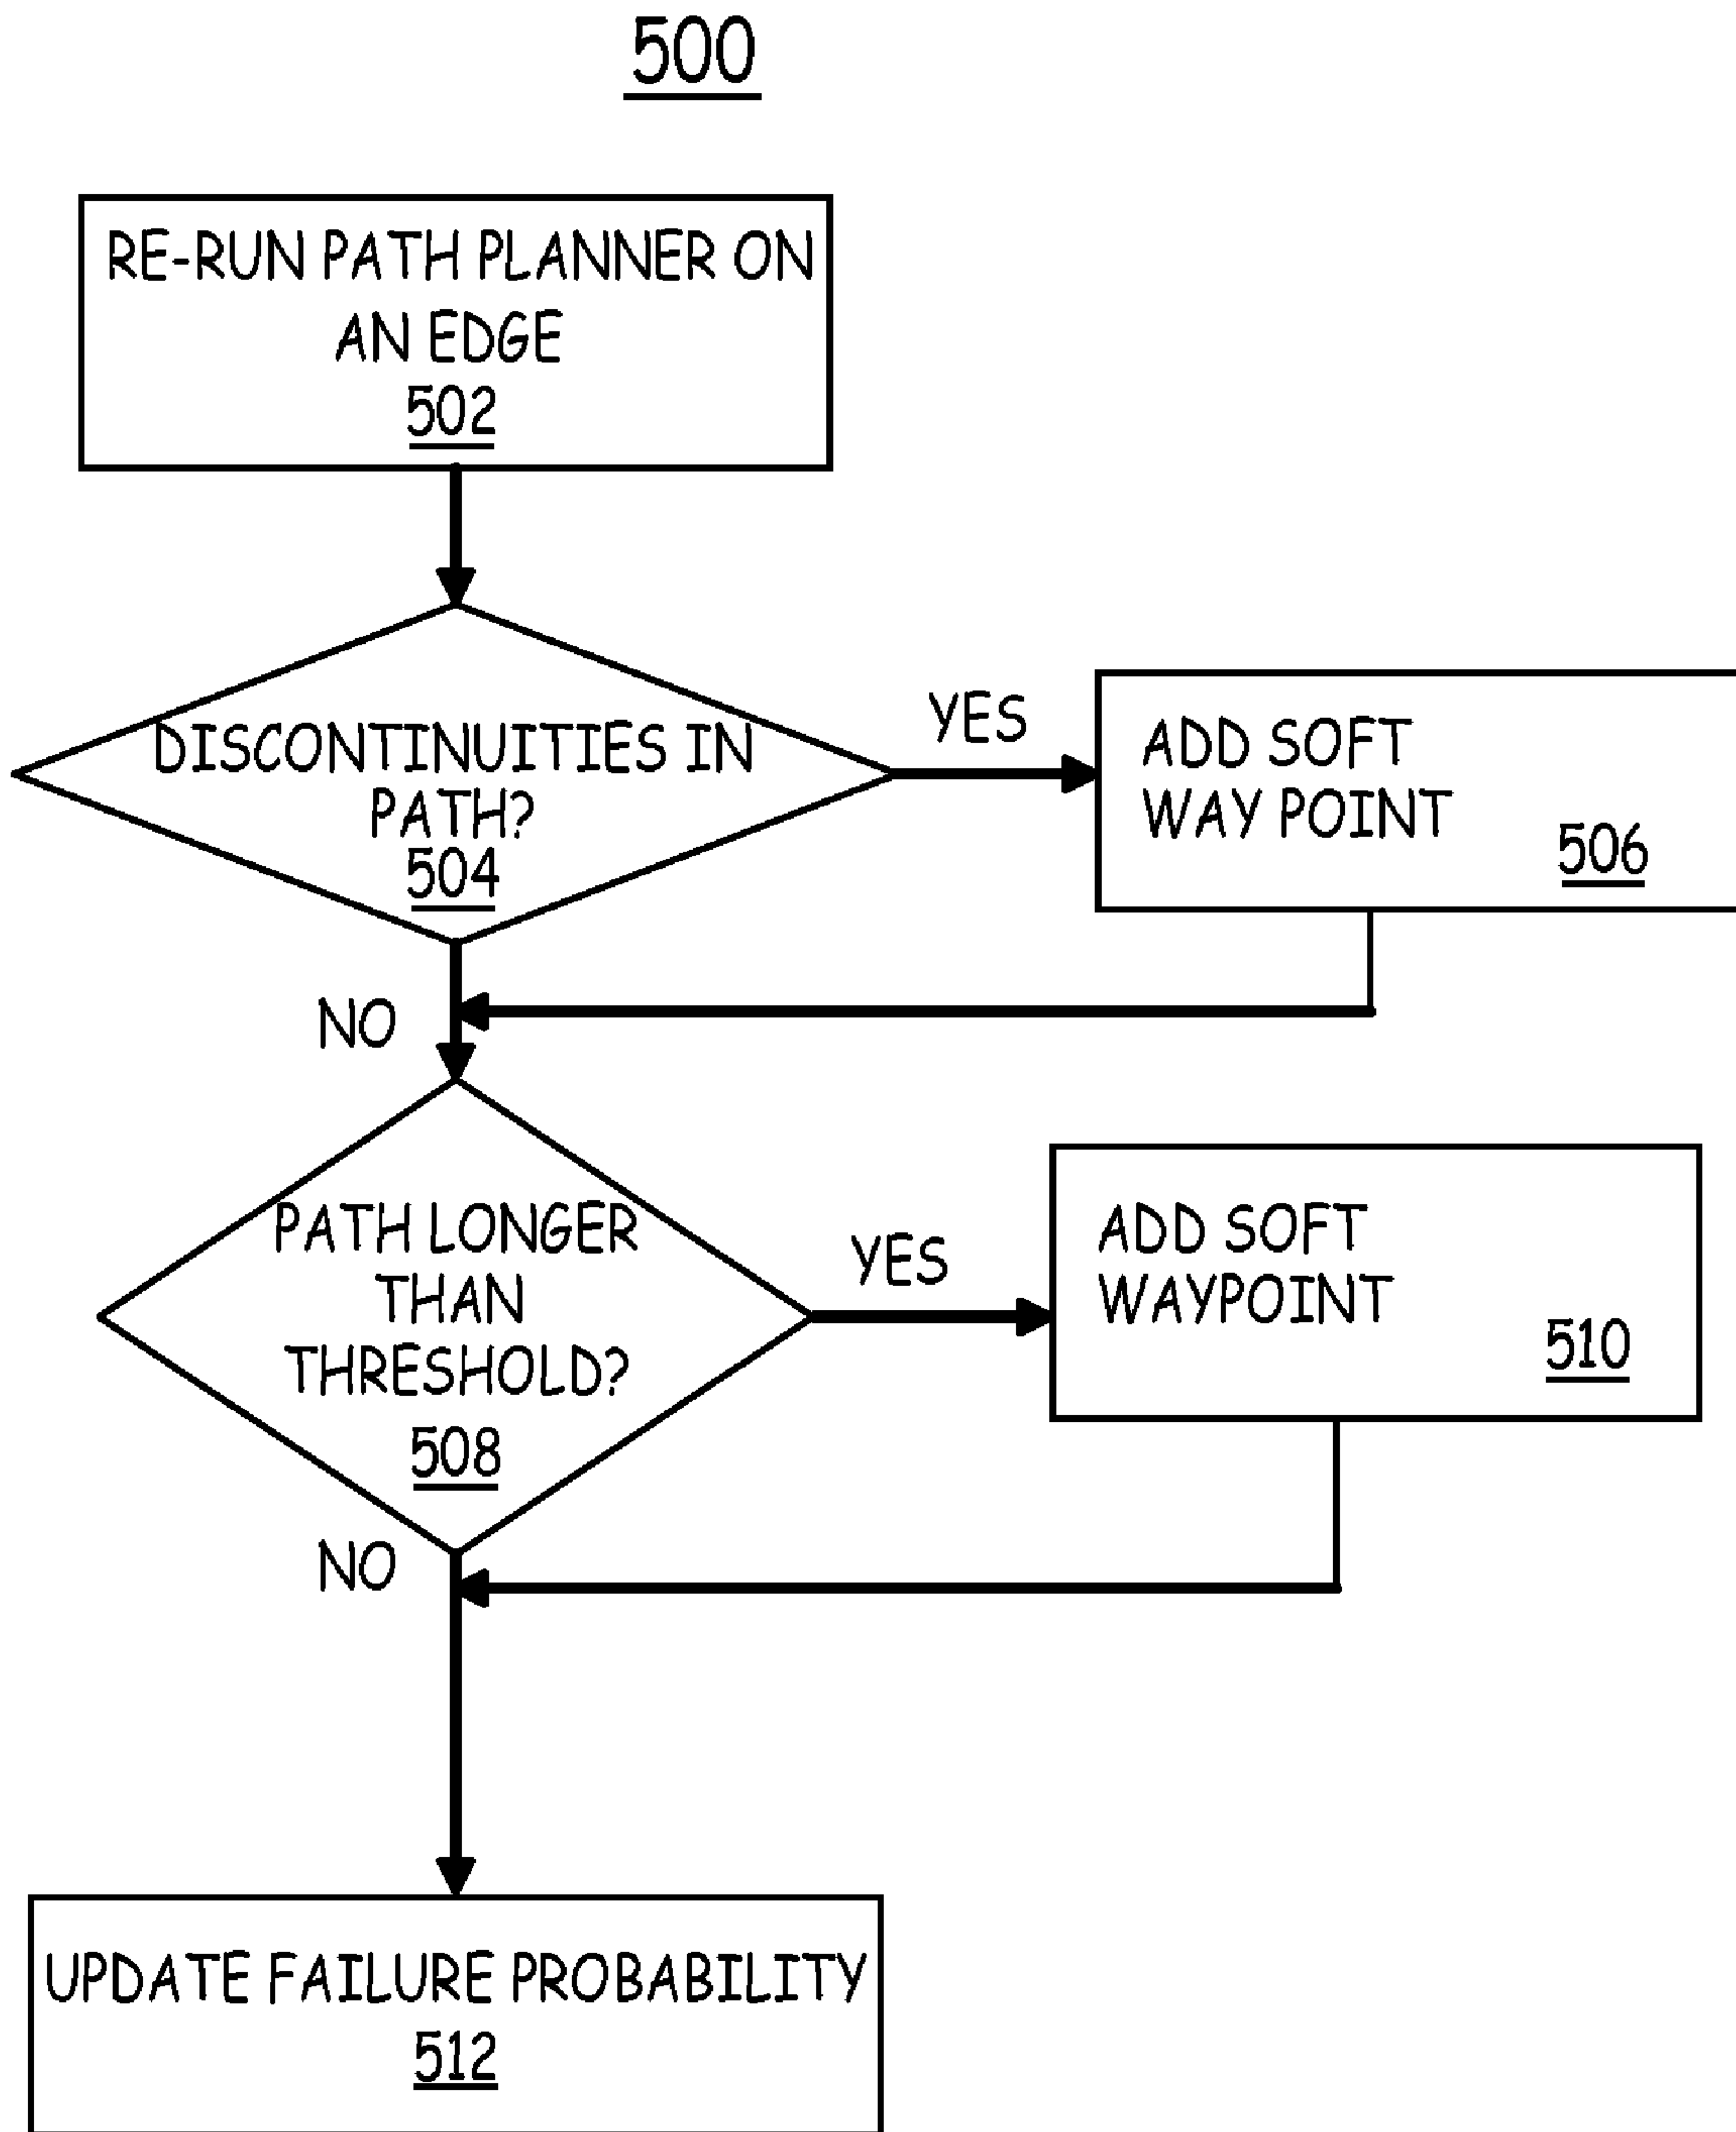 500
RE-RUN PATH PLANNER ON
AN EDGE
502
DISCONTINUITIES IN
PATH?
504
YES
ADD SOFT
WAY POINT
506
NO
PATH LONGER
THAN
THRESHOLD?
508
YES
ADD SOFT
WAYPOINT
510
NO
UPDATE FAILURE PROBABILITY
512